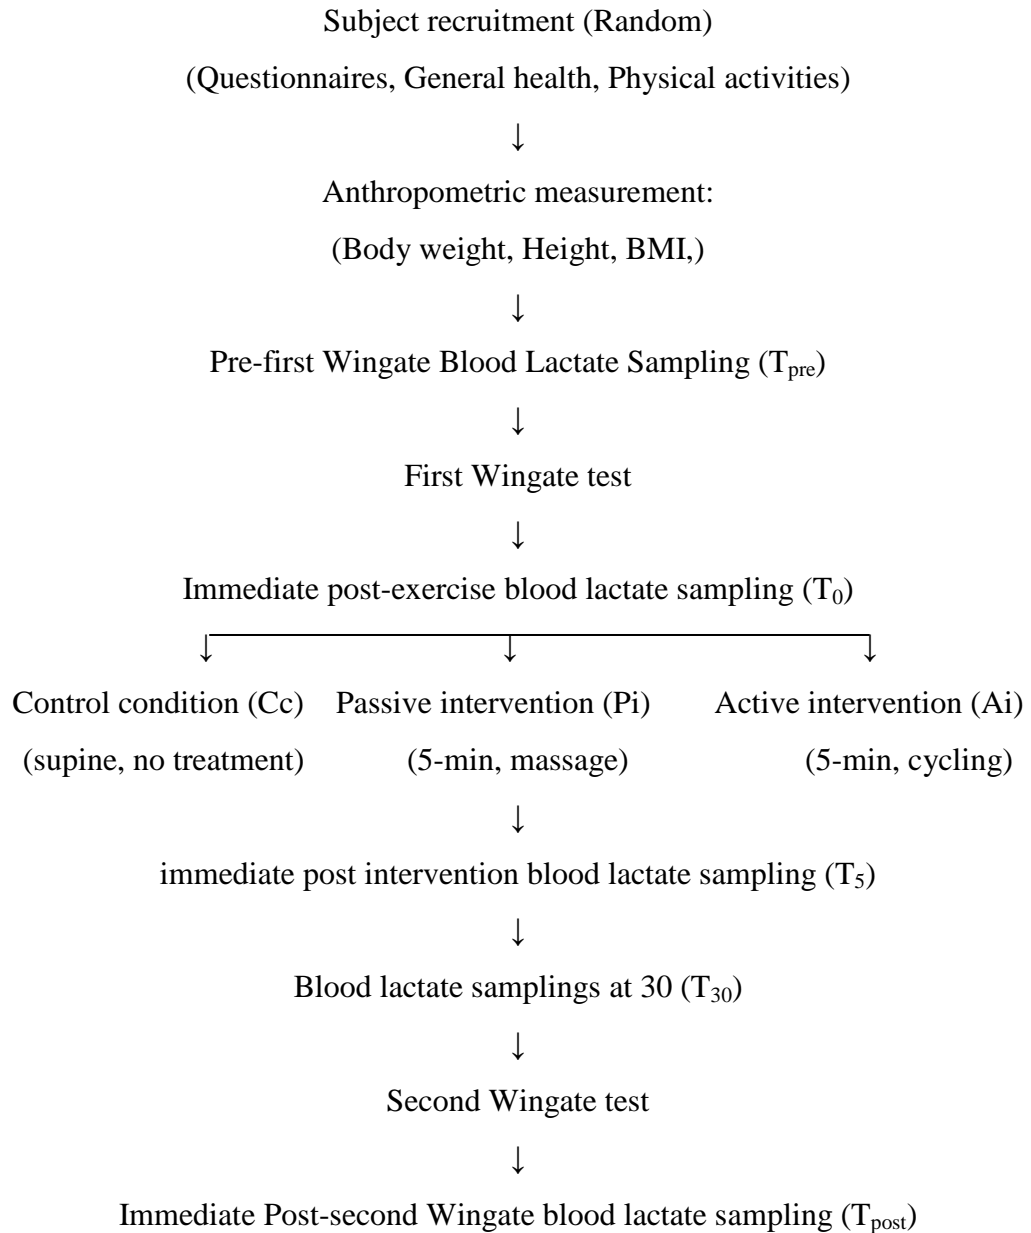 Subject recruitment (Random)
(Questionnaires, General health, Physical activities)
↓
Anthropometric measurement:
(Body weight, Height, BMI,)
↓
Pre-first Wingate Blood Lactate Sampling (Tpre)
↓
First Wingate test
↓
Immediate post-exercise blood lactate sampling (T0)
↓ ↓ ↓
Control condition (Cc) Passive intervention (Pi) Active intervention (Ai)
(supine, no treatment) (5-min, massage) (5-min, cycling)
↓
immediate post intervention blood lactate sampling (T5)
↓
Blood lactate samplings at 30 (T30)
↓
Second Wingate test
↓
Immediate Post-second Wingate blood lactate sampling (Tpost)